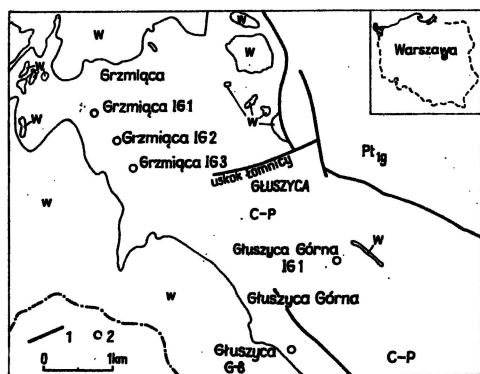 W
W
Warszawa
Grzmiąca
W
W
Grzmiąca IG1
W
W
Grzmiąca IG2
Pt1g
Grzmiąca IG3
uskok Łomnicy
GŁUSZYCA
W
C-P
W
Głuszyca Górna
IG1
W
Głuszyca Górna
1
2
Głuszyca
G-8
C-P
0
1km